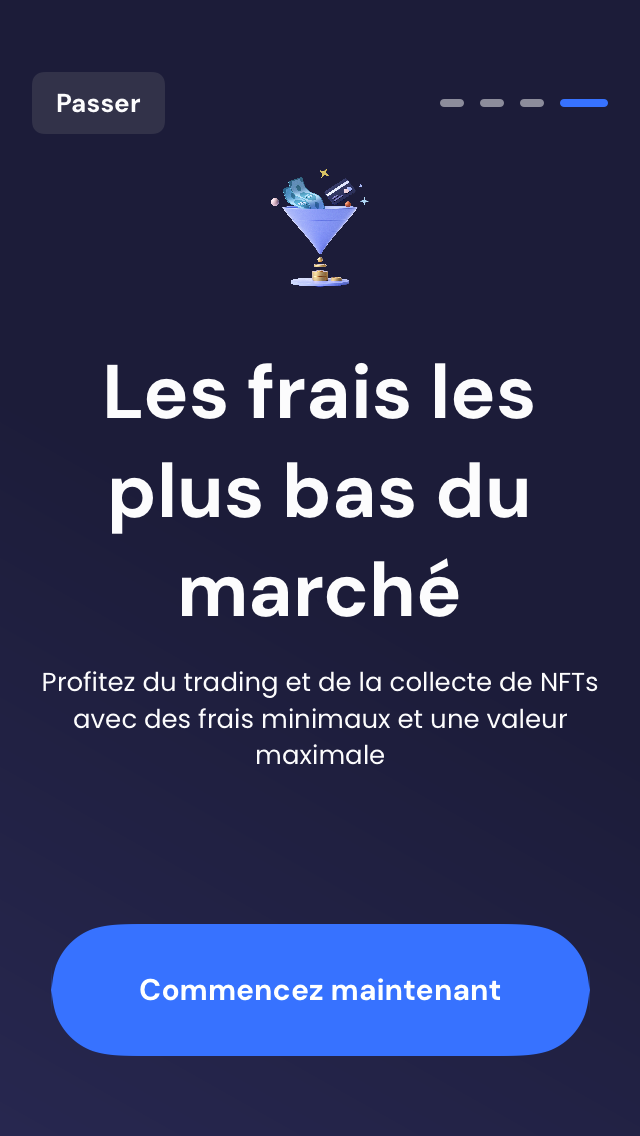 Passer
Les frais les
plus bas du
marché
Profitez du trading et de la collecte de NFTs
avec des frais minimaux et une valeur
maximale
Commencez maintenant